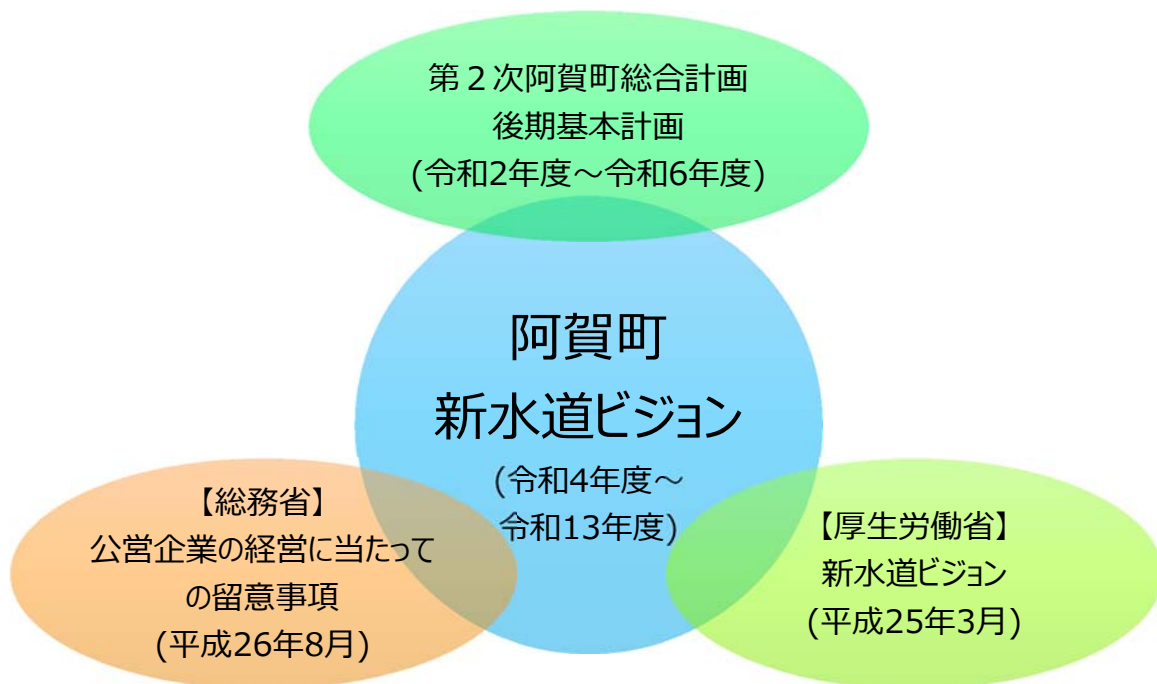 第２次阿賀町総合計画
後期基本計画
(令和2年度～令和6年度)
阿賀町
新水道ビジョン
(令和4年度～
令和13年度)
【総務省】
公営企業の経営に当たって
の留意事項
(平成26年8月)
【厚生労働省】
新水道ビジョン
(平成25年3月)